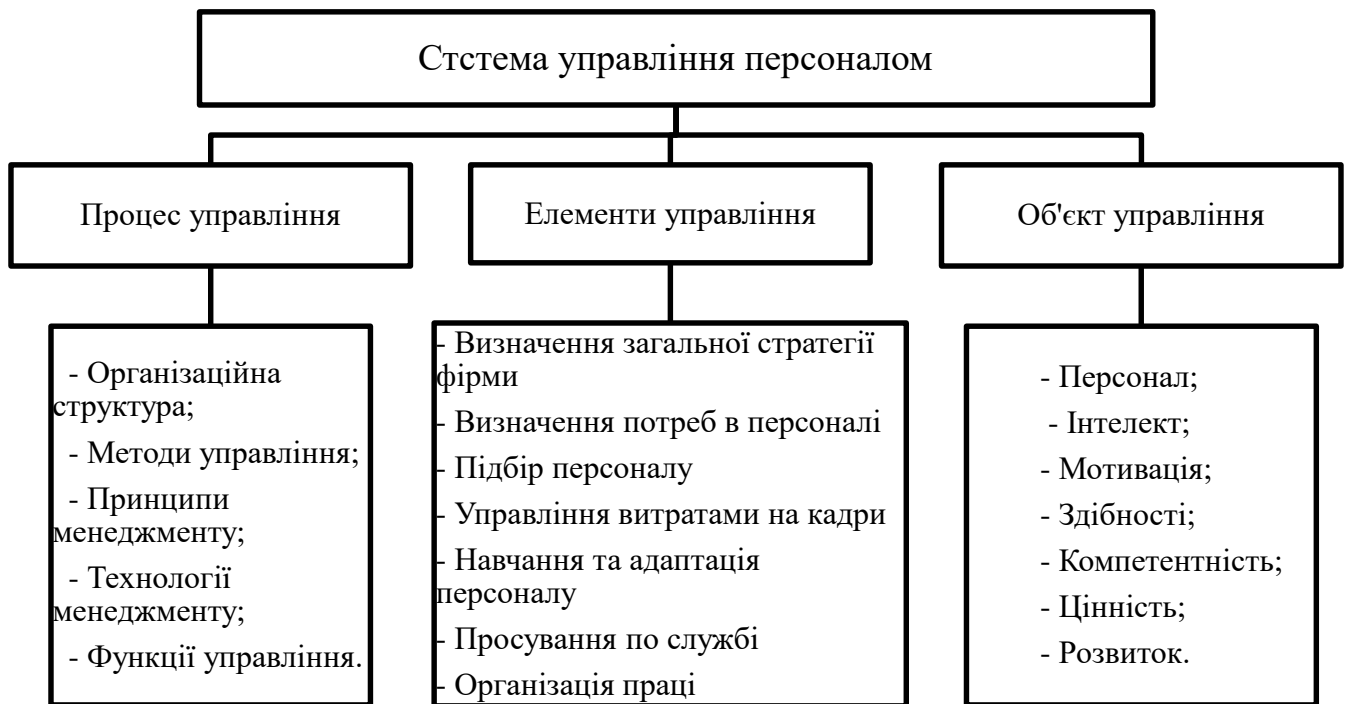 Стстема управління персоналом
Процес управління
Елементи управління
Об'єкт управління
- Організаційна
структура;
- Методи управління;
- Принципи
менеджменту;
- Технології
менеджменту;
- Функції управління.
- Визначення загальної стратегії
фірми
- Визначення потреб в персоналі
- Підбір персоналу
- Управління витратами на кадри
- Навчання та адаптація
персоналу
- Просування по службі
- Організація праці
- Персонал;
- Інтелект;
- Мотивація;
- Здібності;
- Компетентність;
- Цінність;
- Розвиток.